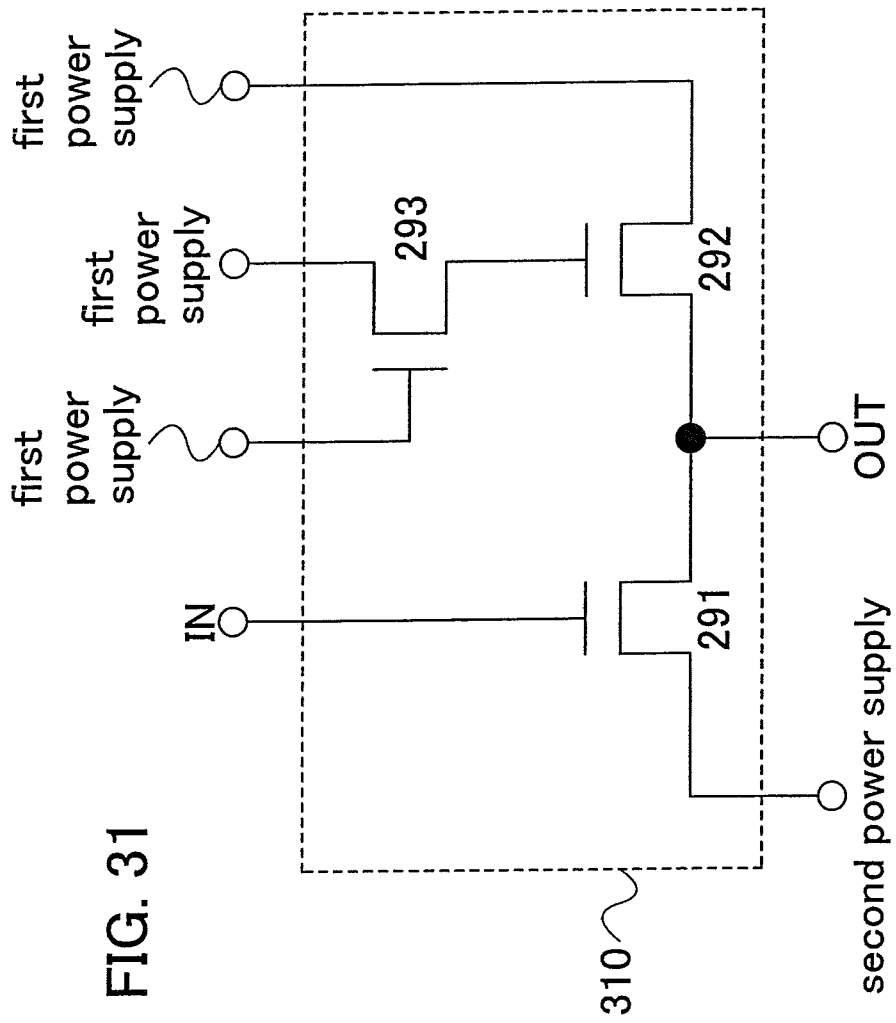 FIG. 31
310
IN
first
power
supply
first
power
supply
first
power
supply
293
291
292
second power supply
OUT